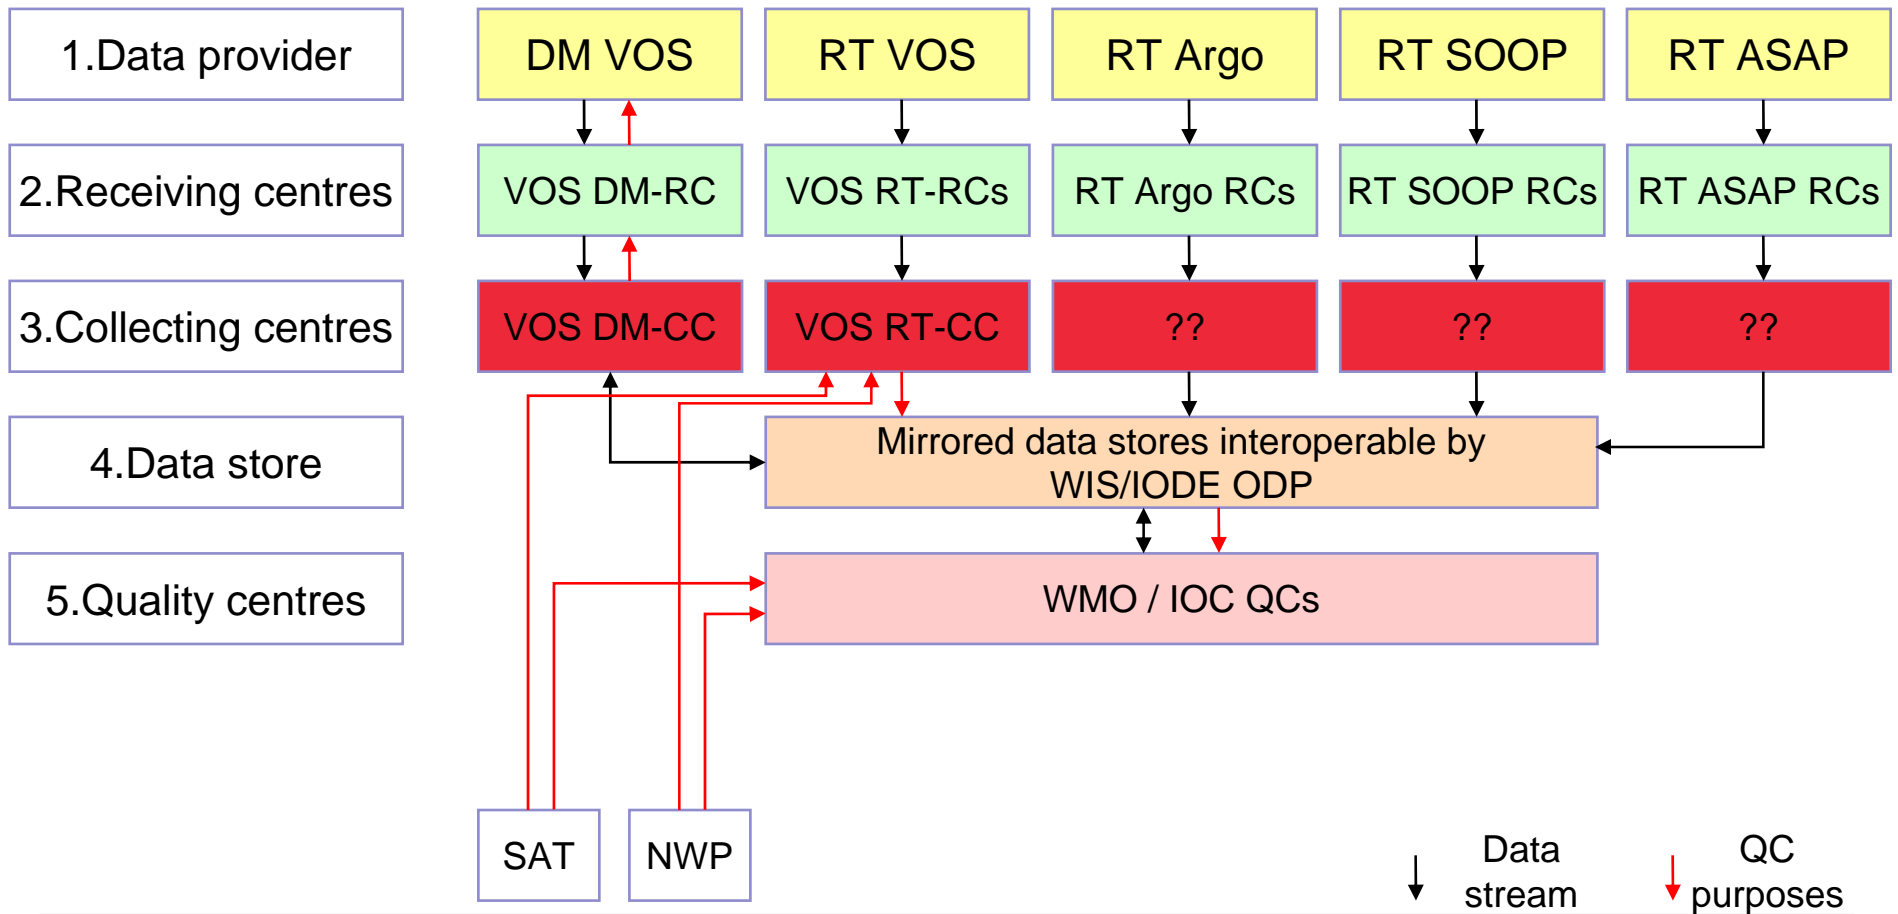 1.Data provider
DM VOS
RT VOS
RT Argo
RT SOOP
RT ASAP
2.Receiving centres
VOS DM-RC
VOS RT-RCs
RT Argo RCs
RT SOOP RCs
RT ASAP RCs
3.Collecting centres
VOS DM-CC
VOS RT-CC
??
??
??
4.Data store
Mirrored data stores interoperable by
WIS/IODE ODP
5.Quality centres
WMO / IOC QCs
SAT
NWP
Data
stream
QC
purposes